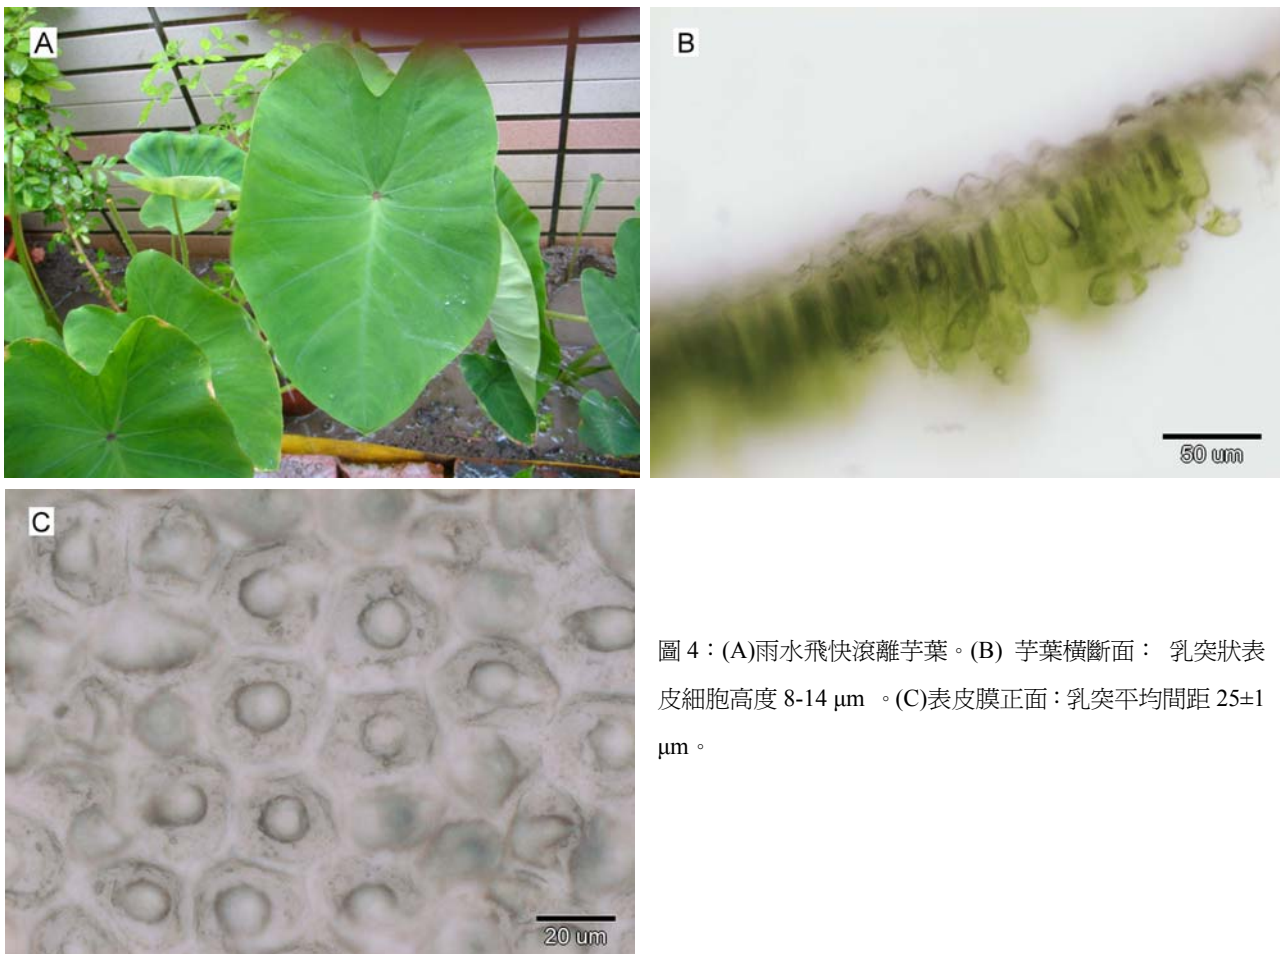 A
B
50 um
C
20 um
圖 4：(A)雨水飛快滾離芋葉。(B) 芋葉橫斷面： 乳突狀表
皮細胞高度 8-14 μm 。(C)表皮膜正面：乳突平均間距 25±1
μm。